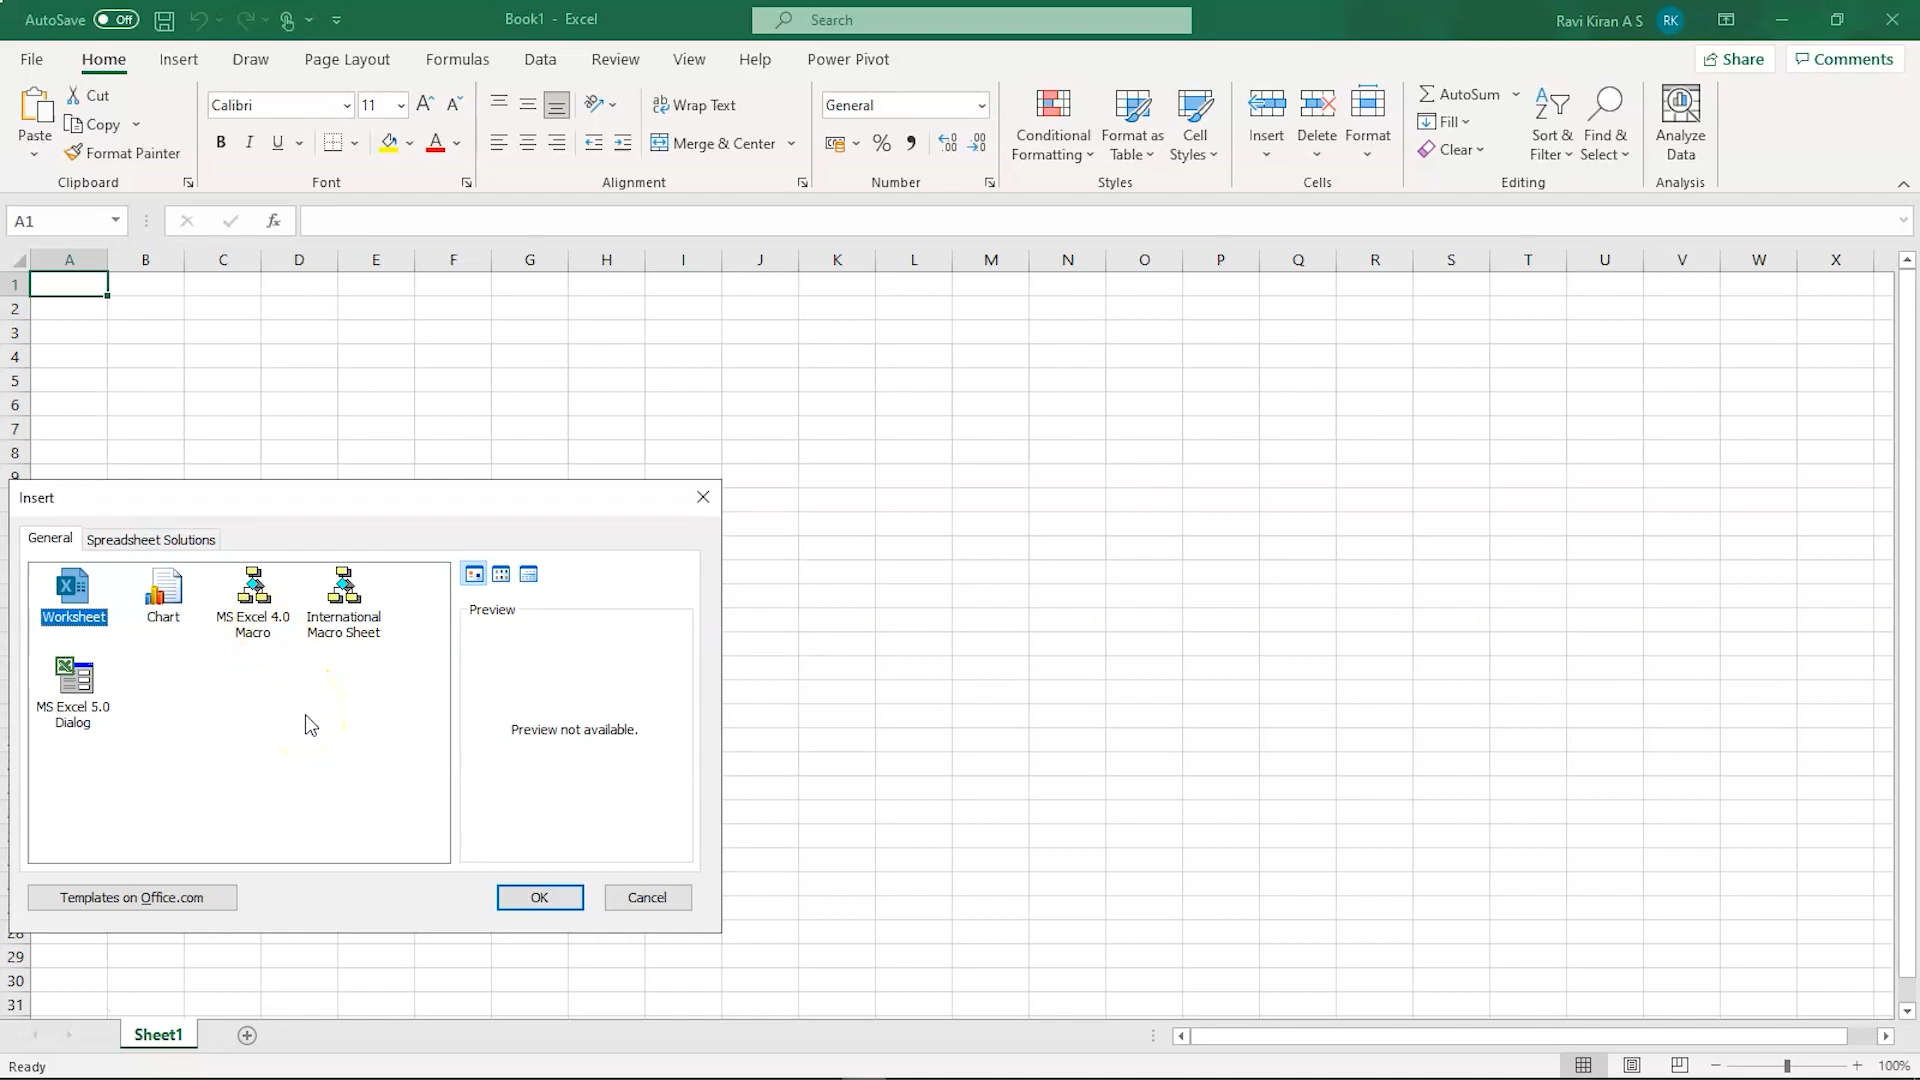 AutoSave Off Book1 - Excel Search Ravi Kiran A S RK
File Home Insert Draw Page Layout Formulas Data Review View Help Power Pivot Share Comments
Paste Cut Copy Format Painter Clipboard
Calibri 11 B I U A Font
Wrap Text Merge & Center Alignment
General % Number
Conditional Formatting Format as Table Cell Styles Styles
Insert Delete Format Cells
AutoSum Fill Clear Sort & Filter Find & Select Editing
Analyze Data Analysis
A1 fx
A B C D E F G H I J K L M N O P Q R S T U V W X
1
2
3
4
5
6
7
8
9
Insert
General Spreadsheet Solutions
Worksheet Chart MS Excel 4.0 Macro International Macro Sheet
MS Excel 5.0 Dialog
Preview
Preview not available.
Templates on Office.com OK Cancel
28
29
30
31
Sheet1
Ready 100%